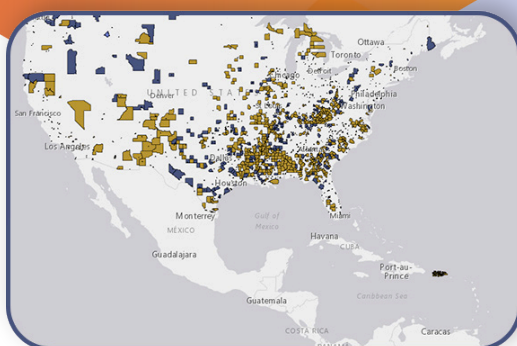 Ottawa
Toronto
Detroit
Boston
Philadelphia
Washington
Denver
UNITED STATES
San Francisco
Los Angeles
Dallas
Houston
Monterrey
Gulf of
Mexico
Miami
MÉXICO
Havana
CUBA
Guadalajara
Port-au-
Prince
Guatemala
Caribbean Sea
COSTA RICA
Caracas
PANAMA